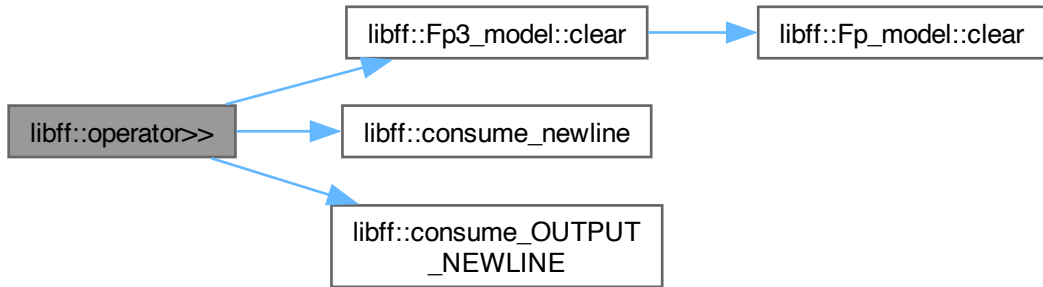 libff::Fp3_model::clear
libff::Fp_model::clear
libff::operator>>
libff::consume_newline
libff::consume_OUTPUT
_NEWLINE